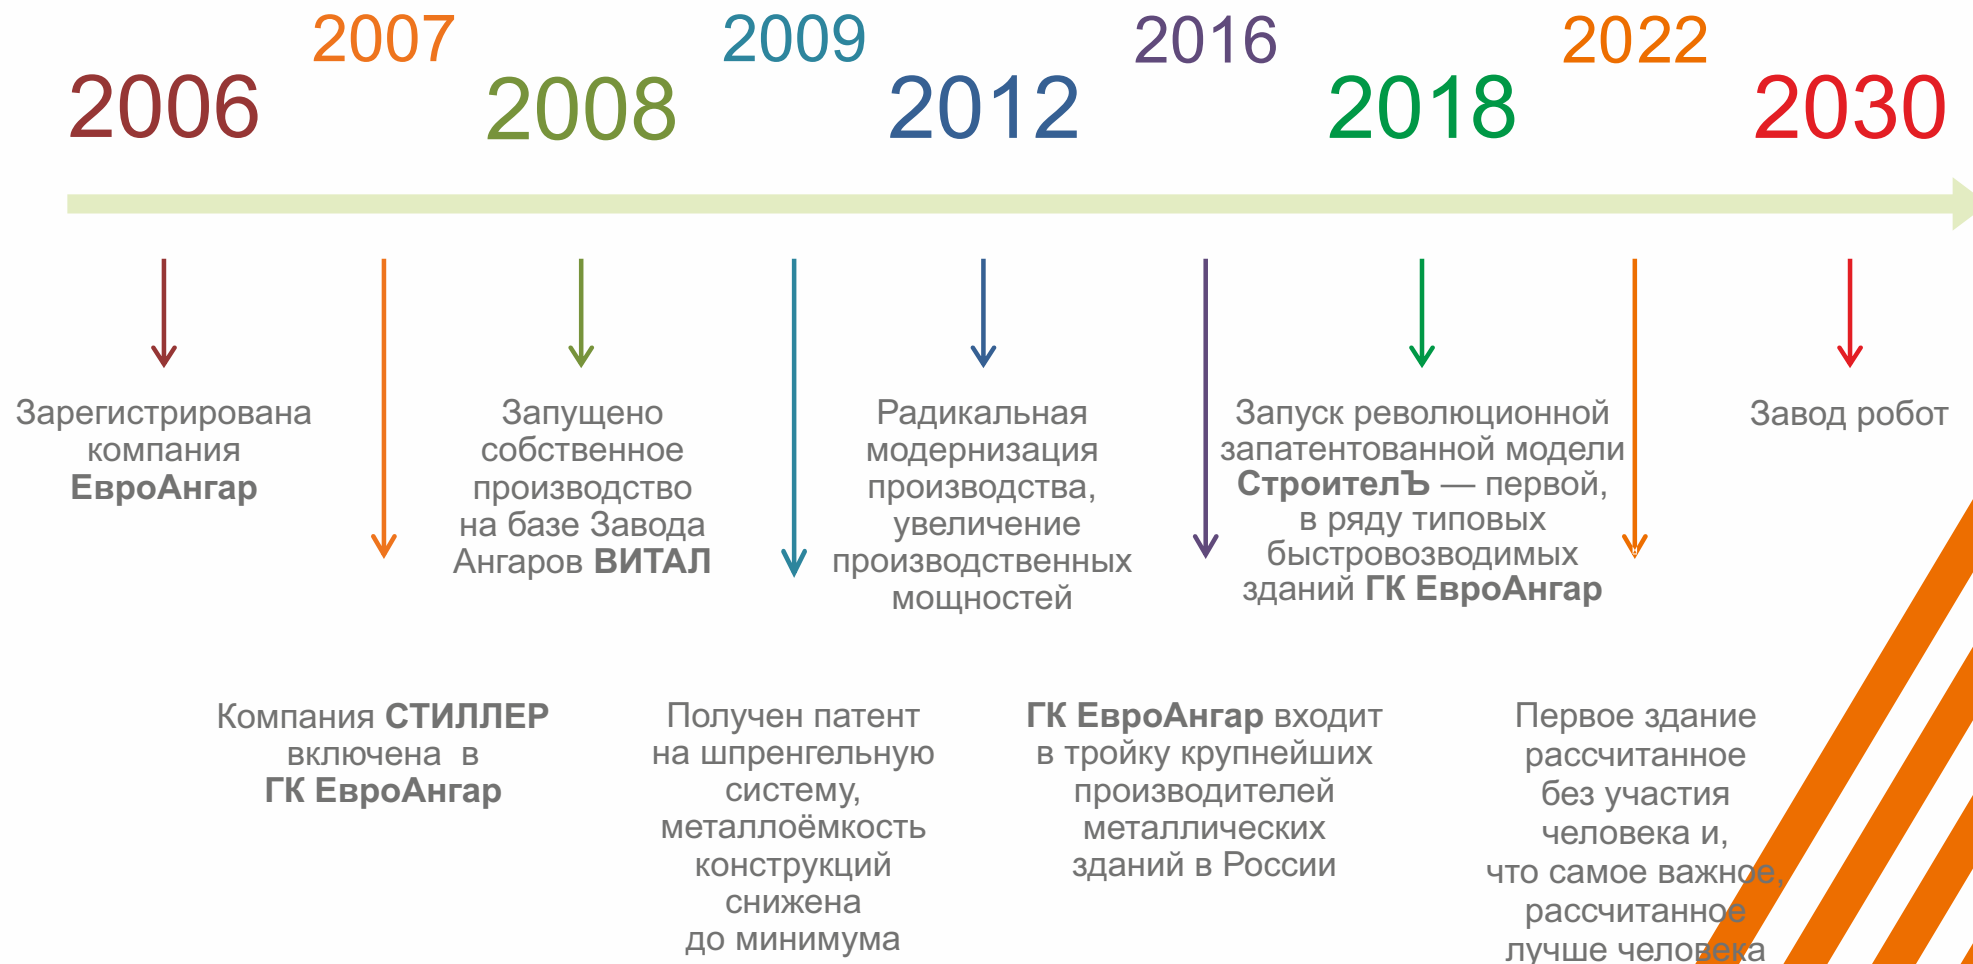 2007
2009
2016
2022
2006
2008
2012
2018
2030
Зарегистрирована
компания
ЕвроАнгар
Запущено
собственное
производство
на базе Завода
Ангаров ВИТАЛ
Радикальная
модернизация
производства,
увеличение
производственных
мощностей
Запуск революционной
запатентованной модели
СтроителЪ — первой,
в ряду типовых
быстровозводимых
зданий ГК ЕвроАнгар
Завод робот
Компания СТИЛЛЕР
включена в
ГК ЕвроАнгар
Получен патент
на шпренгельную
систему,
металлоёмкость
конструкций
снижена
до минимума
ГК ЕвроАнгар входит
в тройку крупнейших
производителей
металлических
зданий в России
Первое здание
рассчитанное
без участия
человека и,
что самое важное,
рассчитанное
лучше человека